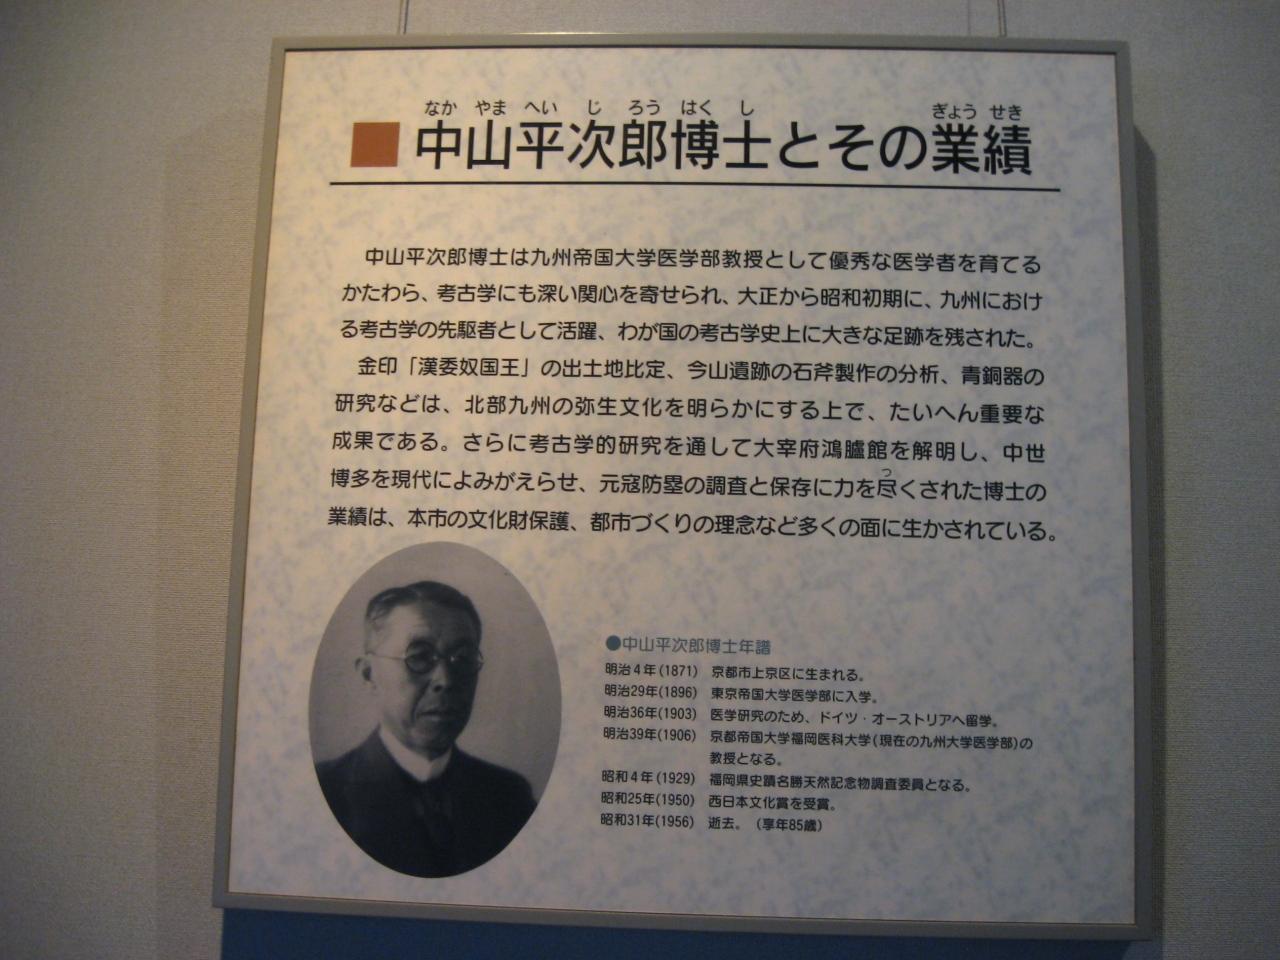 なか やま へい じ ろう はく し ぎょう せき
■中山平次郎博士とその業績
中山平次郎博士は九州帝国大学医学部教授として優秀な医学者を育てる
かたわら、考古学にも深い関心を寄せられ、大正から昭和初期に、九州におけ
る考古学の先駆者として活躍、わが国の考古学史上に大きな足跡を残された。
金印「漢委奴国王」の出土地比定、今山遺跡の石斧製作の分析、青銅器の
研究などは、北部九州の弥生文化を明らかにする上で、たいへん重要な
成果である。さらに考古学的研究を通して大宰府鴻臚館を解明し、中世
つ
博多を現代によみがえらせ、元寇防塁の調査と保存に力を尽くされた博士の
業績は、本市の文化財保護、都市づくりの理念など多くの面に生かされている。
●中山平次郎博士年譜
明治4年(1871) 京都市上京区に生まれる。
明治29年(1896) 東京帝国大学医学部に入学。
明治36年(1903) 医学研究のため、ドイツ・オーストリアへ留学。
明治39年(1906) 京都帝国大学福岡医科大学(現在の九州大学医学部)の
教授となる。
昭和4年(1929) 福岡県史蹟名勝天然記念物調査委員となる。
昭和25年(1950) 西日本文化賞を受賞。
昭和31年(1956) 逝去。(享年85歳)